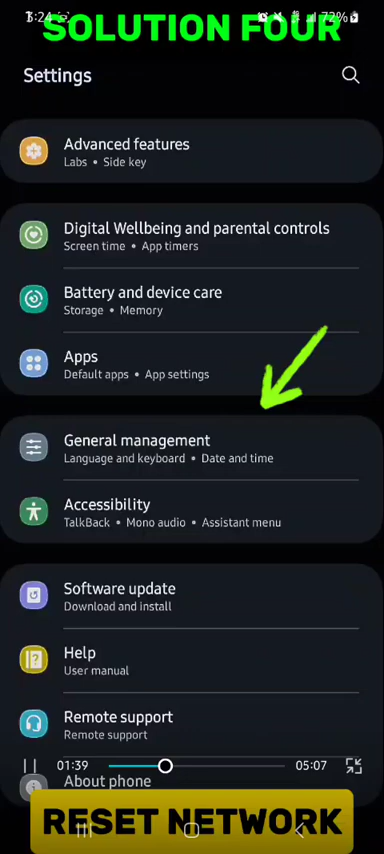 5:24
72%
SOLUTION FOUR
Settings
Advanced features
Labs • Side key
Digital Wellbeing and parental controls
Screen time • App timers
Battery and device care
Storage • Memory
Apps
Default apps • App settings
General management
Language and keyboard • Date and time
Accessibility
TalkBack • Mono audio • Assistant menu
Software update
Download and install
Help
User manual
Remote support
Remote support
01:39
05:07
About phone
RESET NETWORK